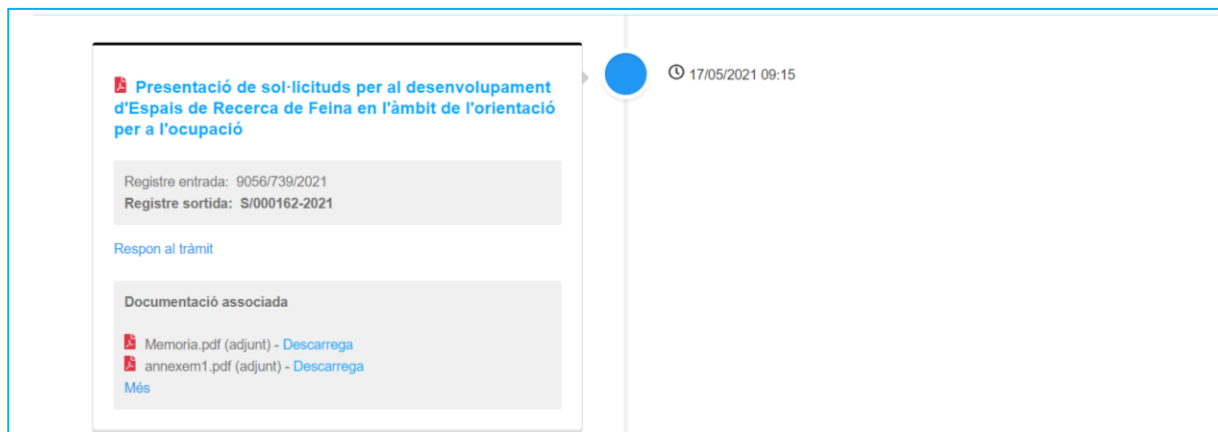 Presentació de sol·licituds per al desenvolupament
d'Espais de Recerca de Feina en l'àmbit de l'orientació
per a l'ocupació
17/05/2021 09:15
Registre entrada: 9056/739/2021
Registre sortida: S/000162-2021
Respon al tràmit
Documentació associada
Memoria.pdf (adjunt) - Descarrega
annexem1.pdf (adjunt) - Descarrega
Més